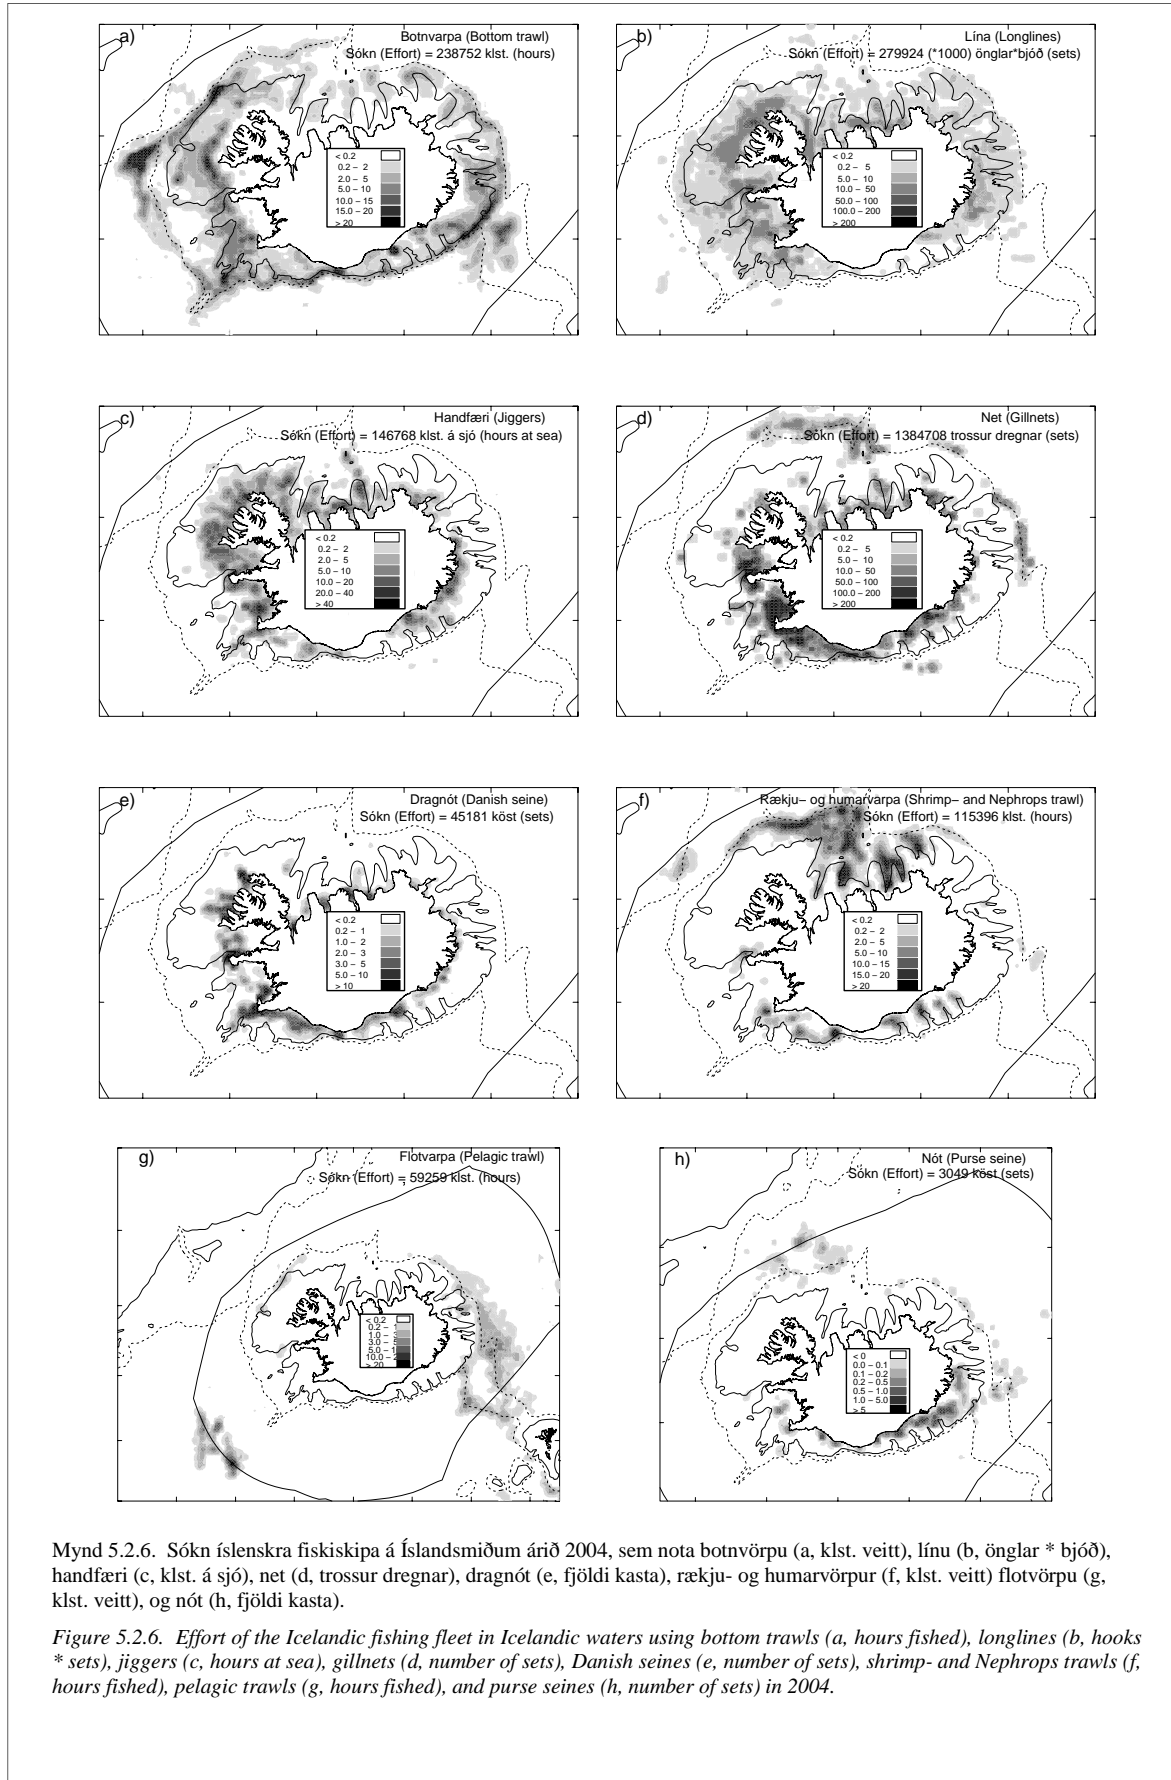 a)
Botnvarpa (Bottom trawl)
Sókn (Effort) = 238752 klst. (hours)
< 0.2
0.2 – 2
2.0 – 5
5.0 – 10
10.0 – 15
15.0 – 20
> 20
b)
Lína (Longlines)
Sókn (Effort) = 279924 (*1000) önglar*bjóð (sets)
< 0.2
0.2 – 5
5.0 – 10
10.0 – 50
50.0 – 100
100.0 – 200
> 200
c)
Handfæri (Jiggers)
Sókn (Effort) = 146768 klst. á sjó (hours at sea)
< 0.2
0.2 – 2
2.0 – 5
5.0 – 10
10.0 – 20
20.0 – 40
> 40
d)
Net (Gillnets)
Sókn (Effort) = 1384708 trossur dregnar (sets)
< 0.2
0.2 – 5
5.0 – 10
10.0 – 50
50.0 – 100
100.0 – 200
> 200
e)
Dragnót (Danish seine)
Sókn (Effort) = 45181 köst (sets)
< 0.2
0.2 – 1
1.0 – 2
2.0 – 3
3.0 – 5
5.0 – 10
> 10
f)
Rækju– og humarvarpa (Shrimp– and Nephrops trawl)
Sókn (Effort) = 115396 klst. (hours)
< 0.2
0.2 – 2
2.0 – 5
5.0 – 10
10.0 – 15
15.0 – 20
> 20
g)
Flotvarpa (Pelagic trawl)
Sókn (Effort) = 59259 klst. (hours)
< 0.2
0.2 –
1.0 –
3.0 –
5.0 –
10.0 –
> 20
h)
Nót (Purse seine)
Sókn (Effort) = 3049 köst (sets)
< 0
0.0 – 0.1
0.1 – 0.2
0.2 – 0.5
0.5 – 1.0
1.0 – 5.0
> 5
Mynd 5.2.6. Sókn íslenskra fiskiskipa á Íslandsmiðum árið 2004, sem nota botnvörpu (a, klst. veitt), línu (b, önglar * bjóð),
handfæri (c, klst. á sjó), net (d, trossur dregnar), dragnót (e, fjöldi kasta), rækju- og humarvörpur (f, klst. veitt) flotvörpu (g,
klst. veitt), og nót (h, fjöldi kasta).
Figure 5.2.6. Effort of the Icelandic fishing fleet in Icelandic waters using bottom trawls (a, hours fished), longlines (b, hooks
* sets), jiggers (c, hours at sea), gillnets (d, number of sets), Danish seines (e, number of sets), shrimp- and Nephrops trawls (f,
hours fished), pelagic trawls (g, hours fished), and purse seines (h, number of sets) in 2004.